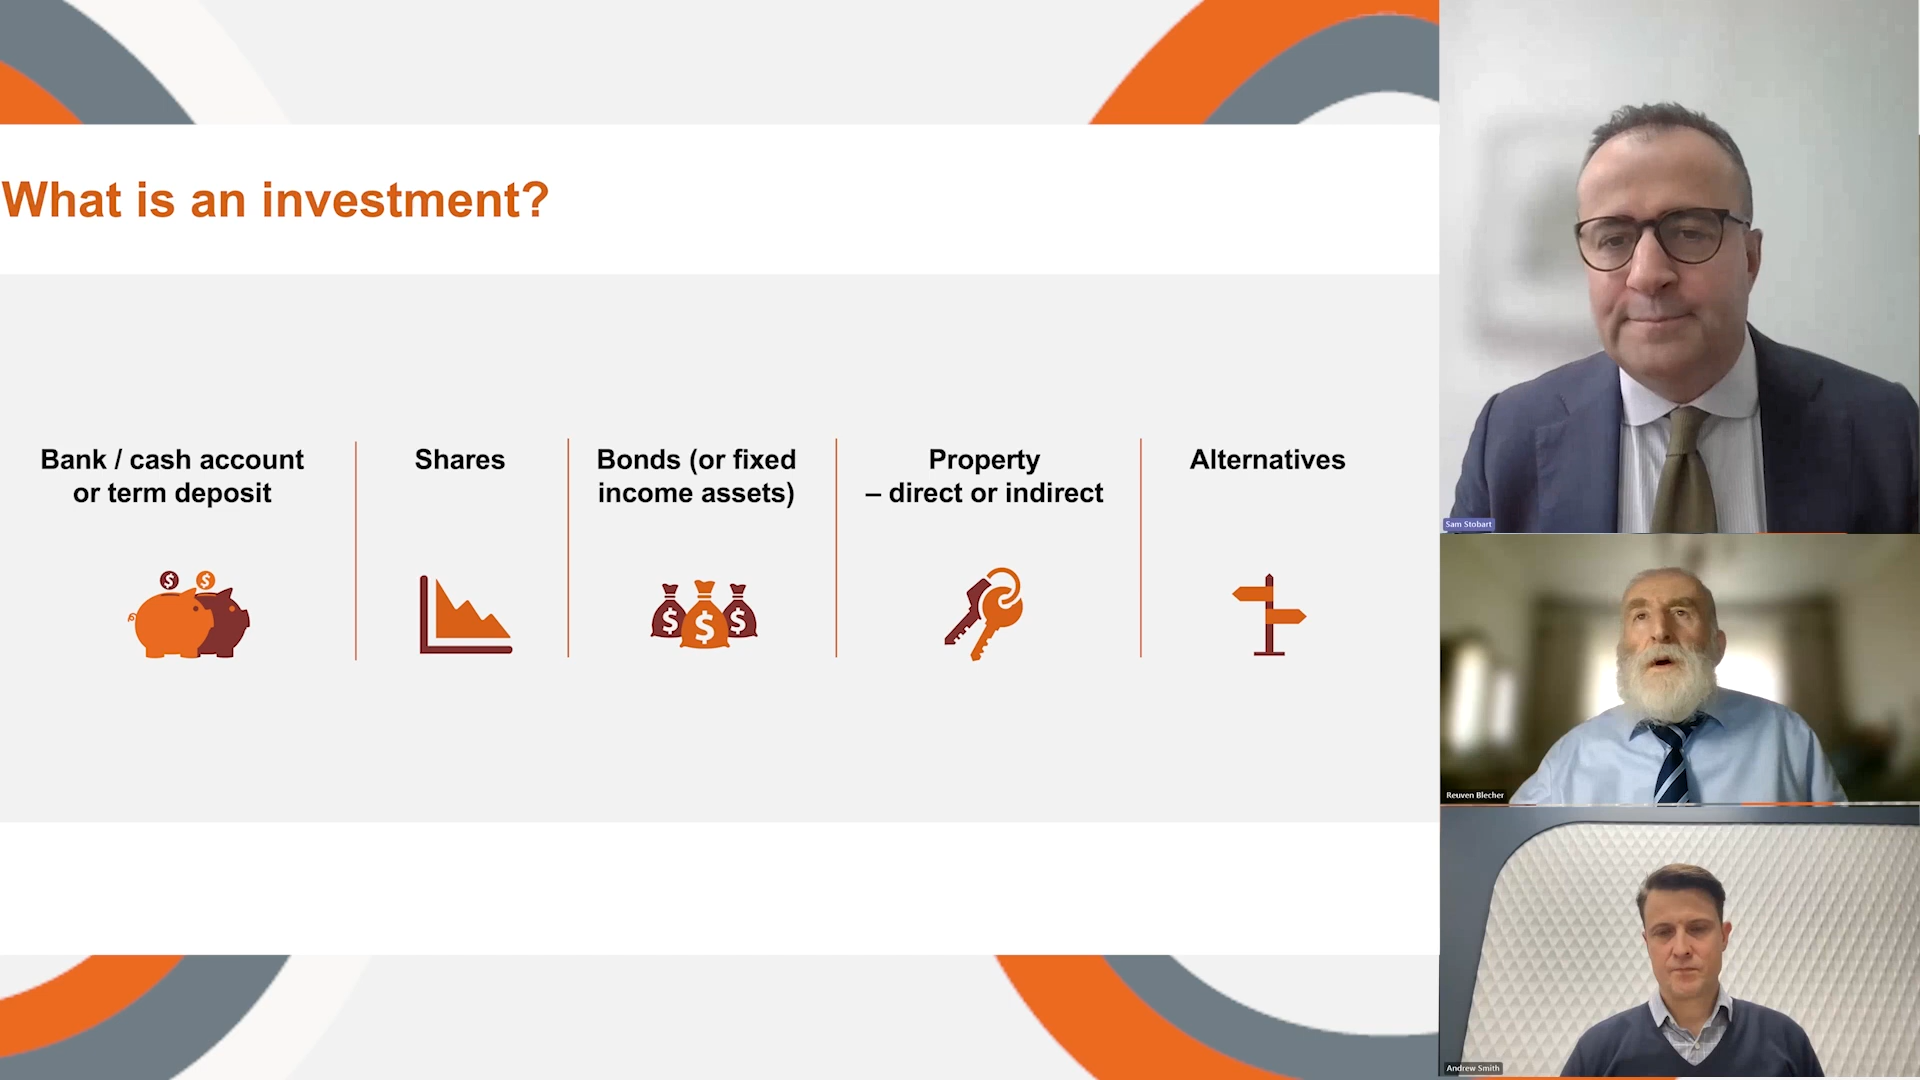 What is an investment?
Bank / cash account
or term deposit
Shares
Bonds (or fixed
income assets)
Property
– direct or indirect
Alternatives
$ $
$ $ $
Sam Stobart
Reuven Blecher
Andrew Smith